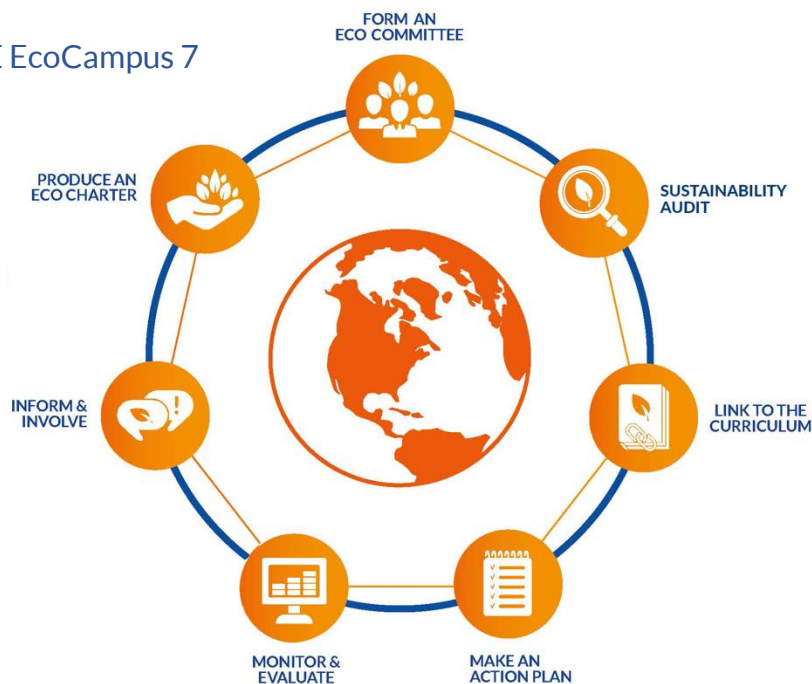 EcoCampus 7
FORM AN
ECO COMMITTEE
SUSTAINABILITY
AUDIT
LINK TO THE
CURRICULUM
MAKE AN
ACTION PLAN
MONITOR &
EVALUATE
INFORM &
INVOLVE
PRODUCE AN
ECO CHARTER